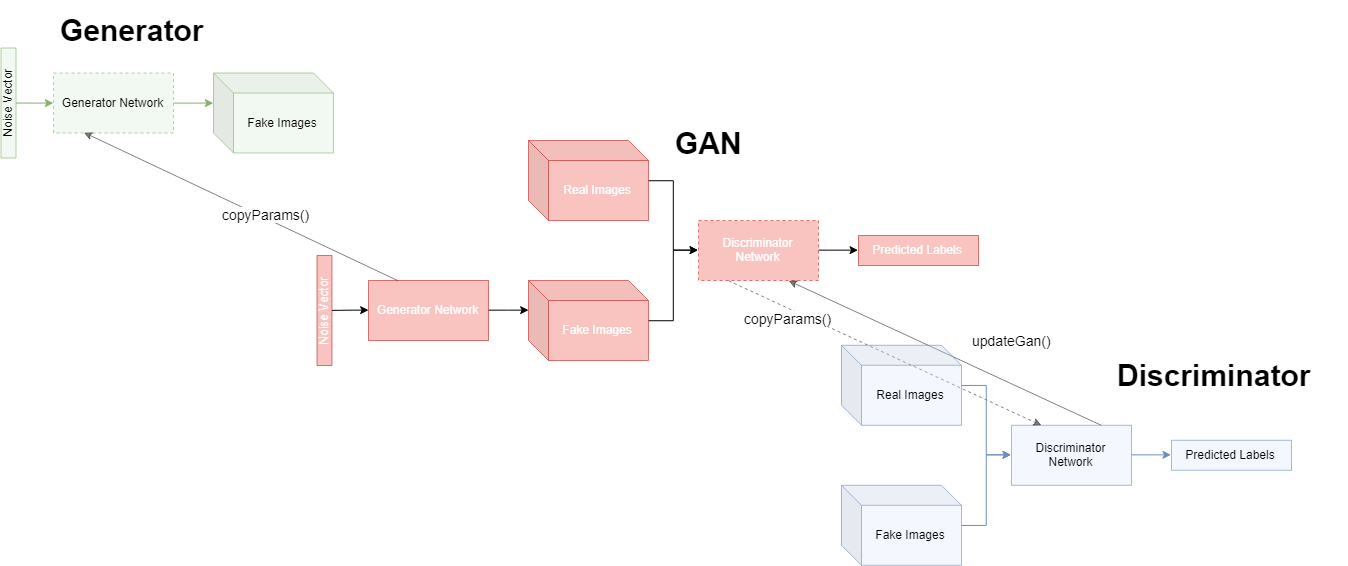 Generator
Noise Vector
Generator Network
Fake Images
copyParams()
GAN
Real Images
Noise Vector
Generator Network
Fake Images
Discriminator
Network
Predicted Labels
copyParams()
updateGan()
Discriminator
Real Images
Fake Images
Discriminator
Network
Predicted Labels